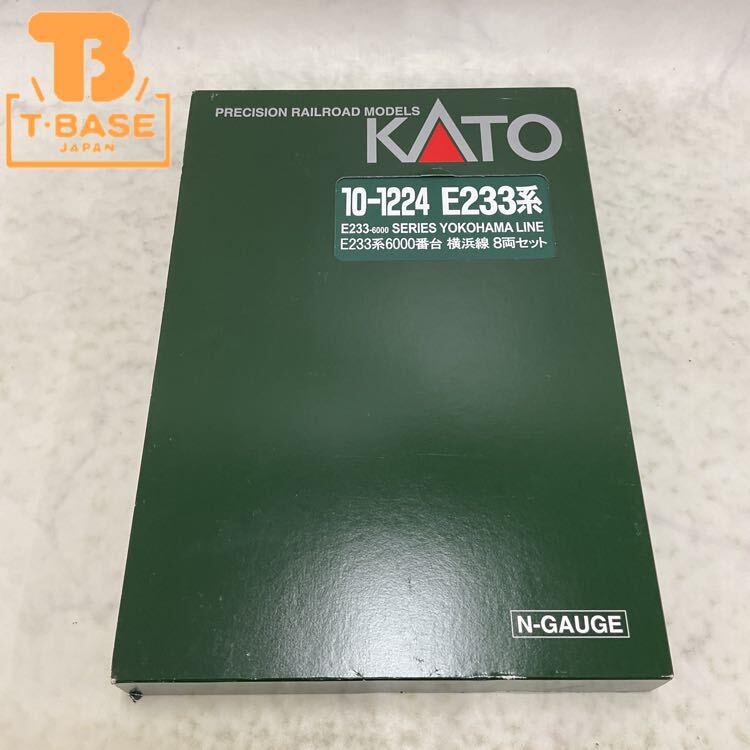 T·BASE
JAPAN
PRECISION RAILROAD MODELS
KATO
10-1224 E233系
E233-6000 SERIES YOKOHAMA LINE
E233系6000番台 横浜線 8両セット
N-GAUGE